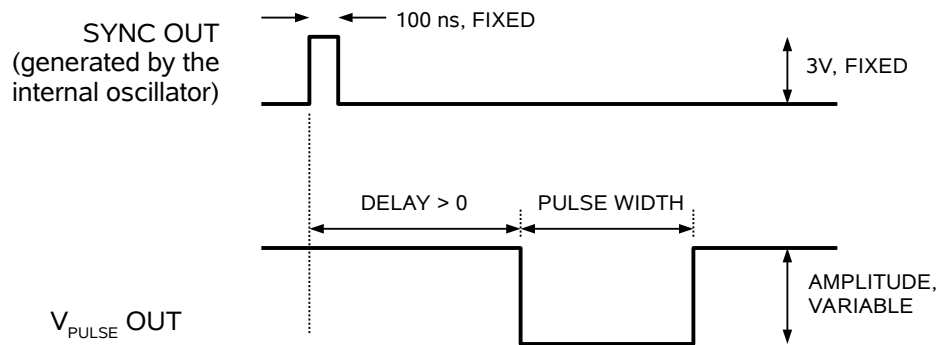 100 ns, FIXED
SYNC OUT
(generated by the
internal oscillator)
3V, FIXED
DELAY > 0
PULSE WIDTH
AMPLITUDE,
VARIABLE
VPULSE OUT